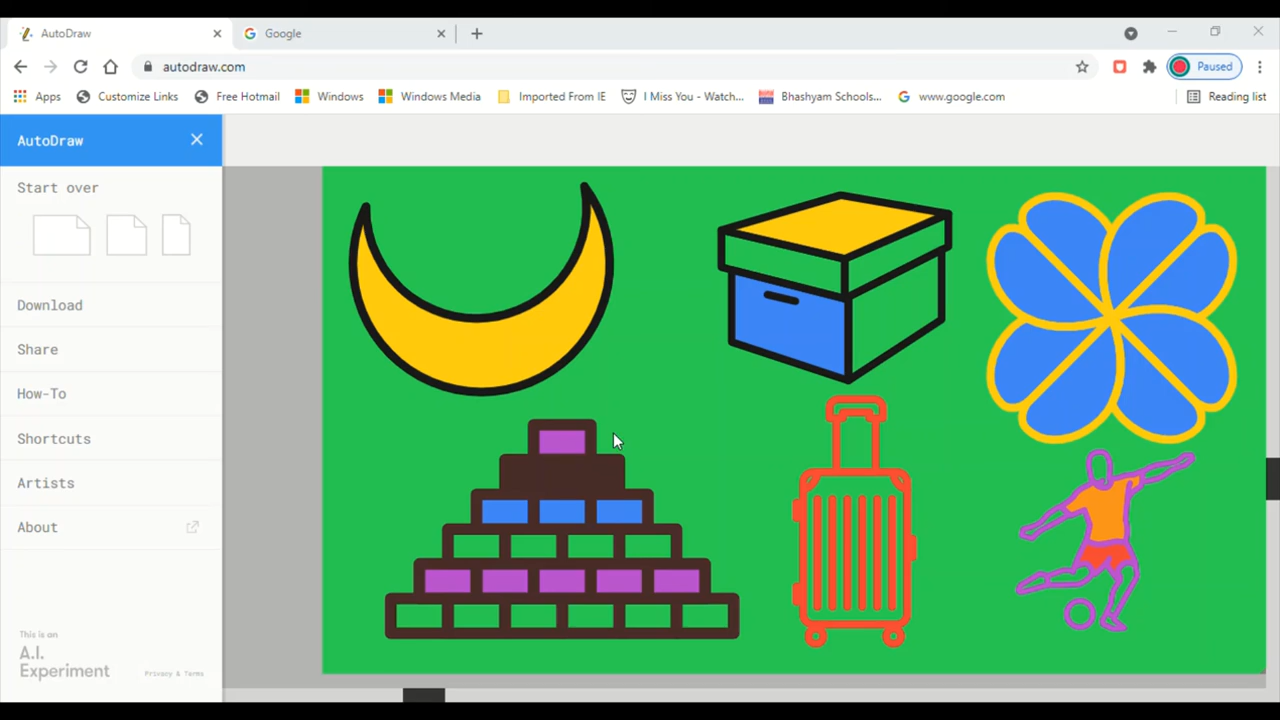 AutoDraw
Google
autodraw.com
Paused
Apps
Customize Links
Free Hotmail
Windows
Windows Media
Imported From IE
I Miss You - Watch...
Bhashyam Schools...
www.google.com
Reading list
AutoDraw
Start over
Download
Share
How-To
Shortcuts
Artists
About
This is an
A.I.
Experiment
Privacy & Terms